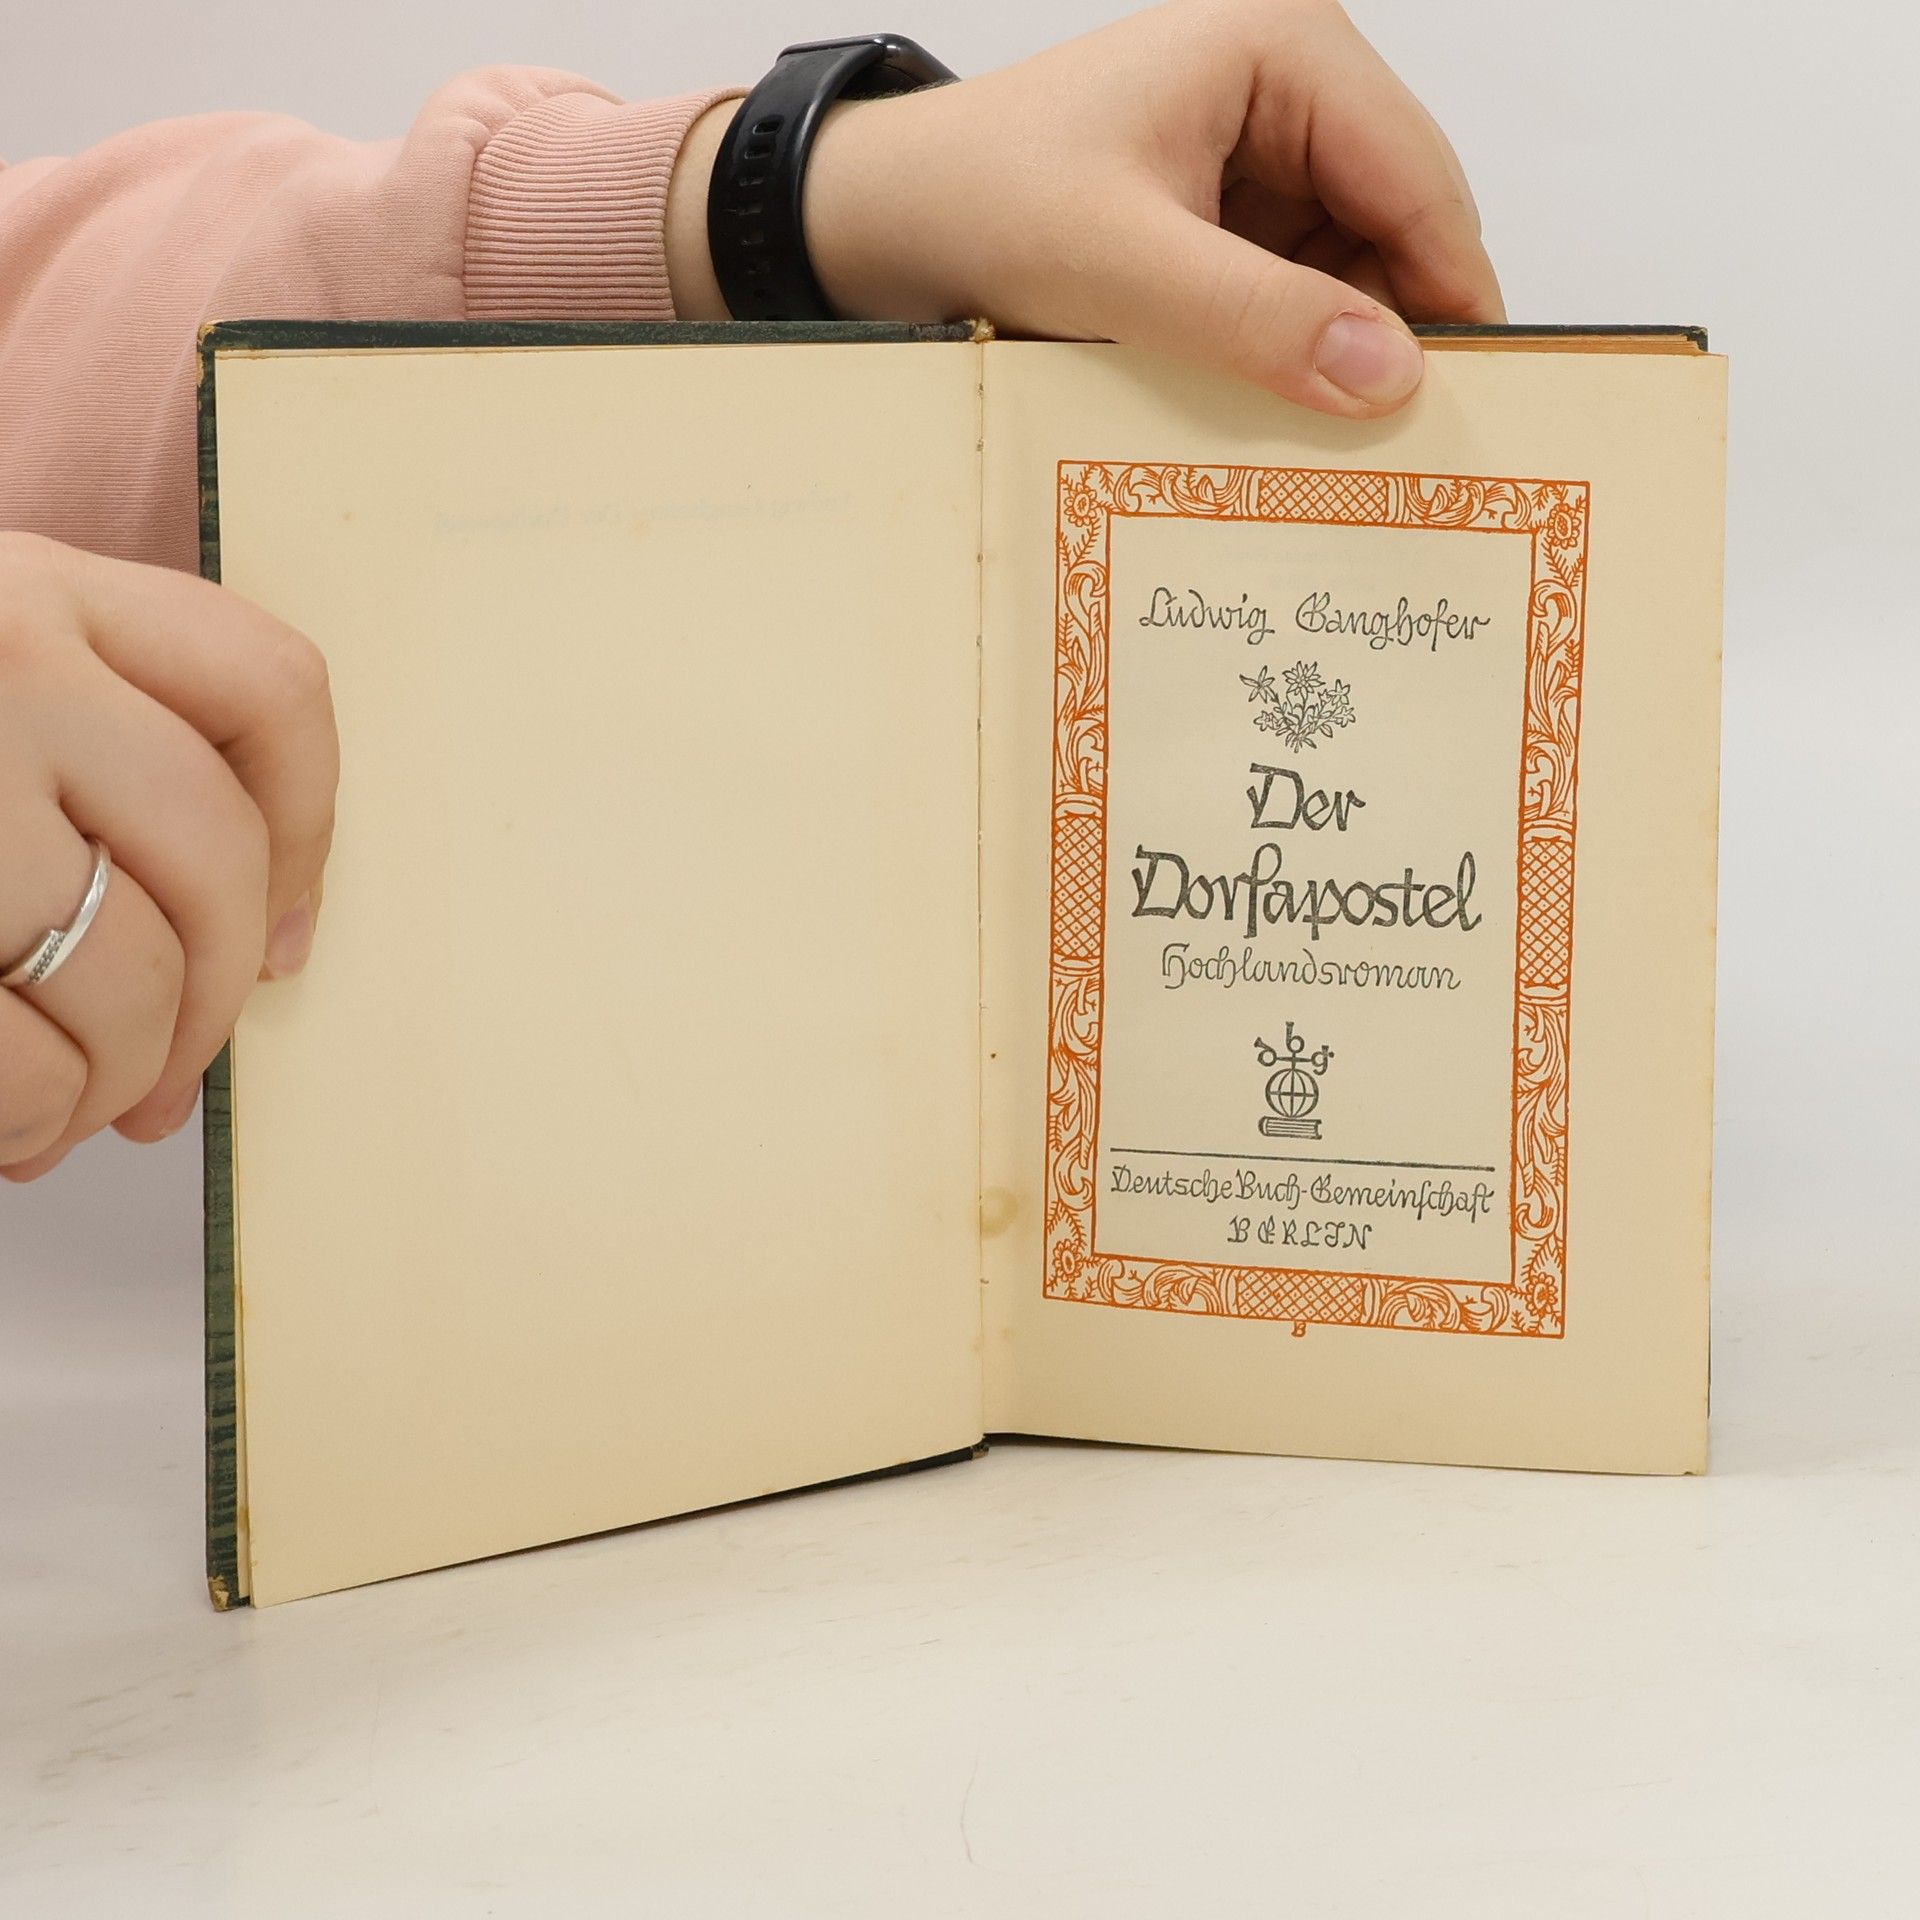 Ludwig Ganghofer
Der
Dorfapostel
Hochlandsroman
dbg
Deutsche Buch-Gemeinschaft
BERLIN
B